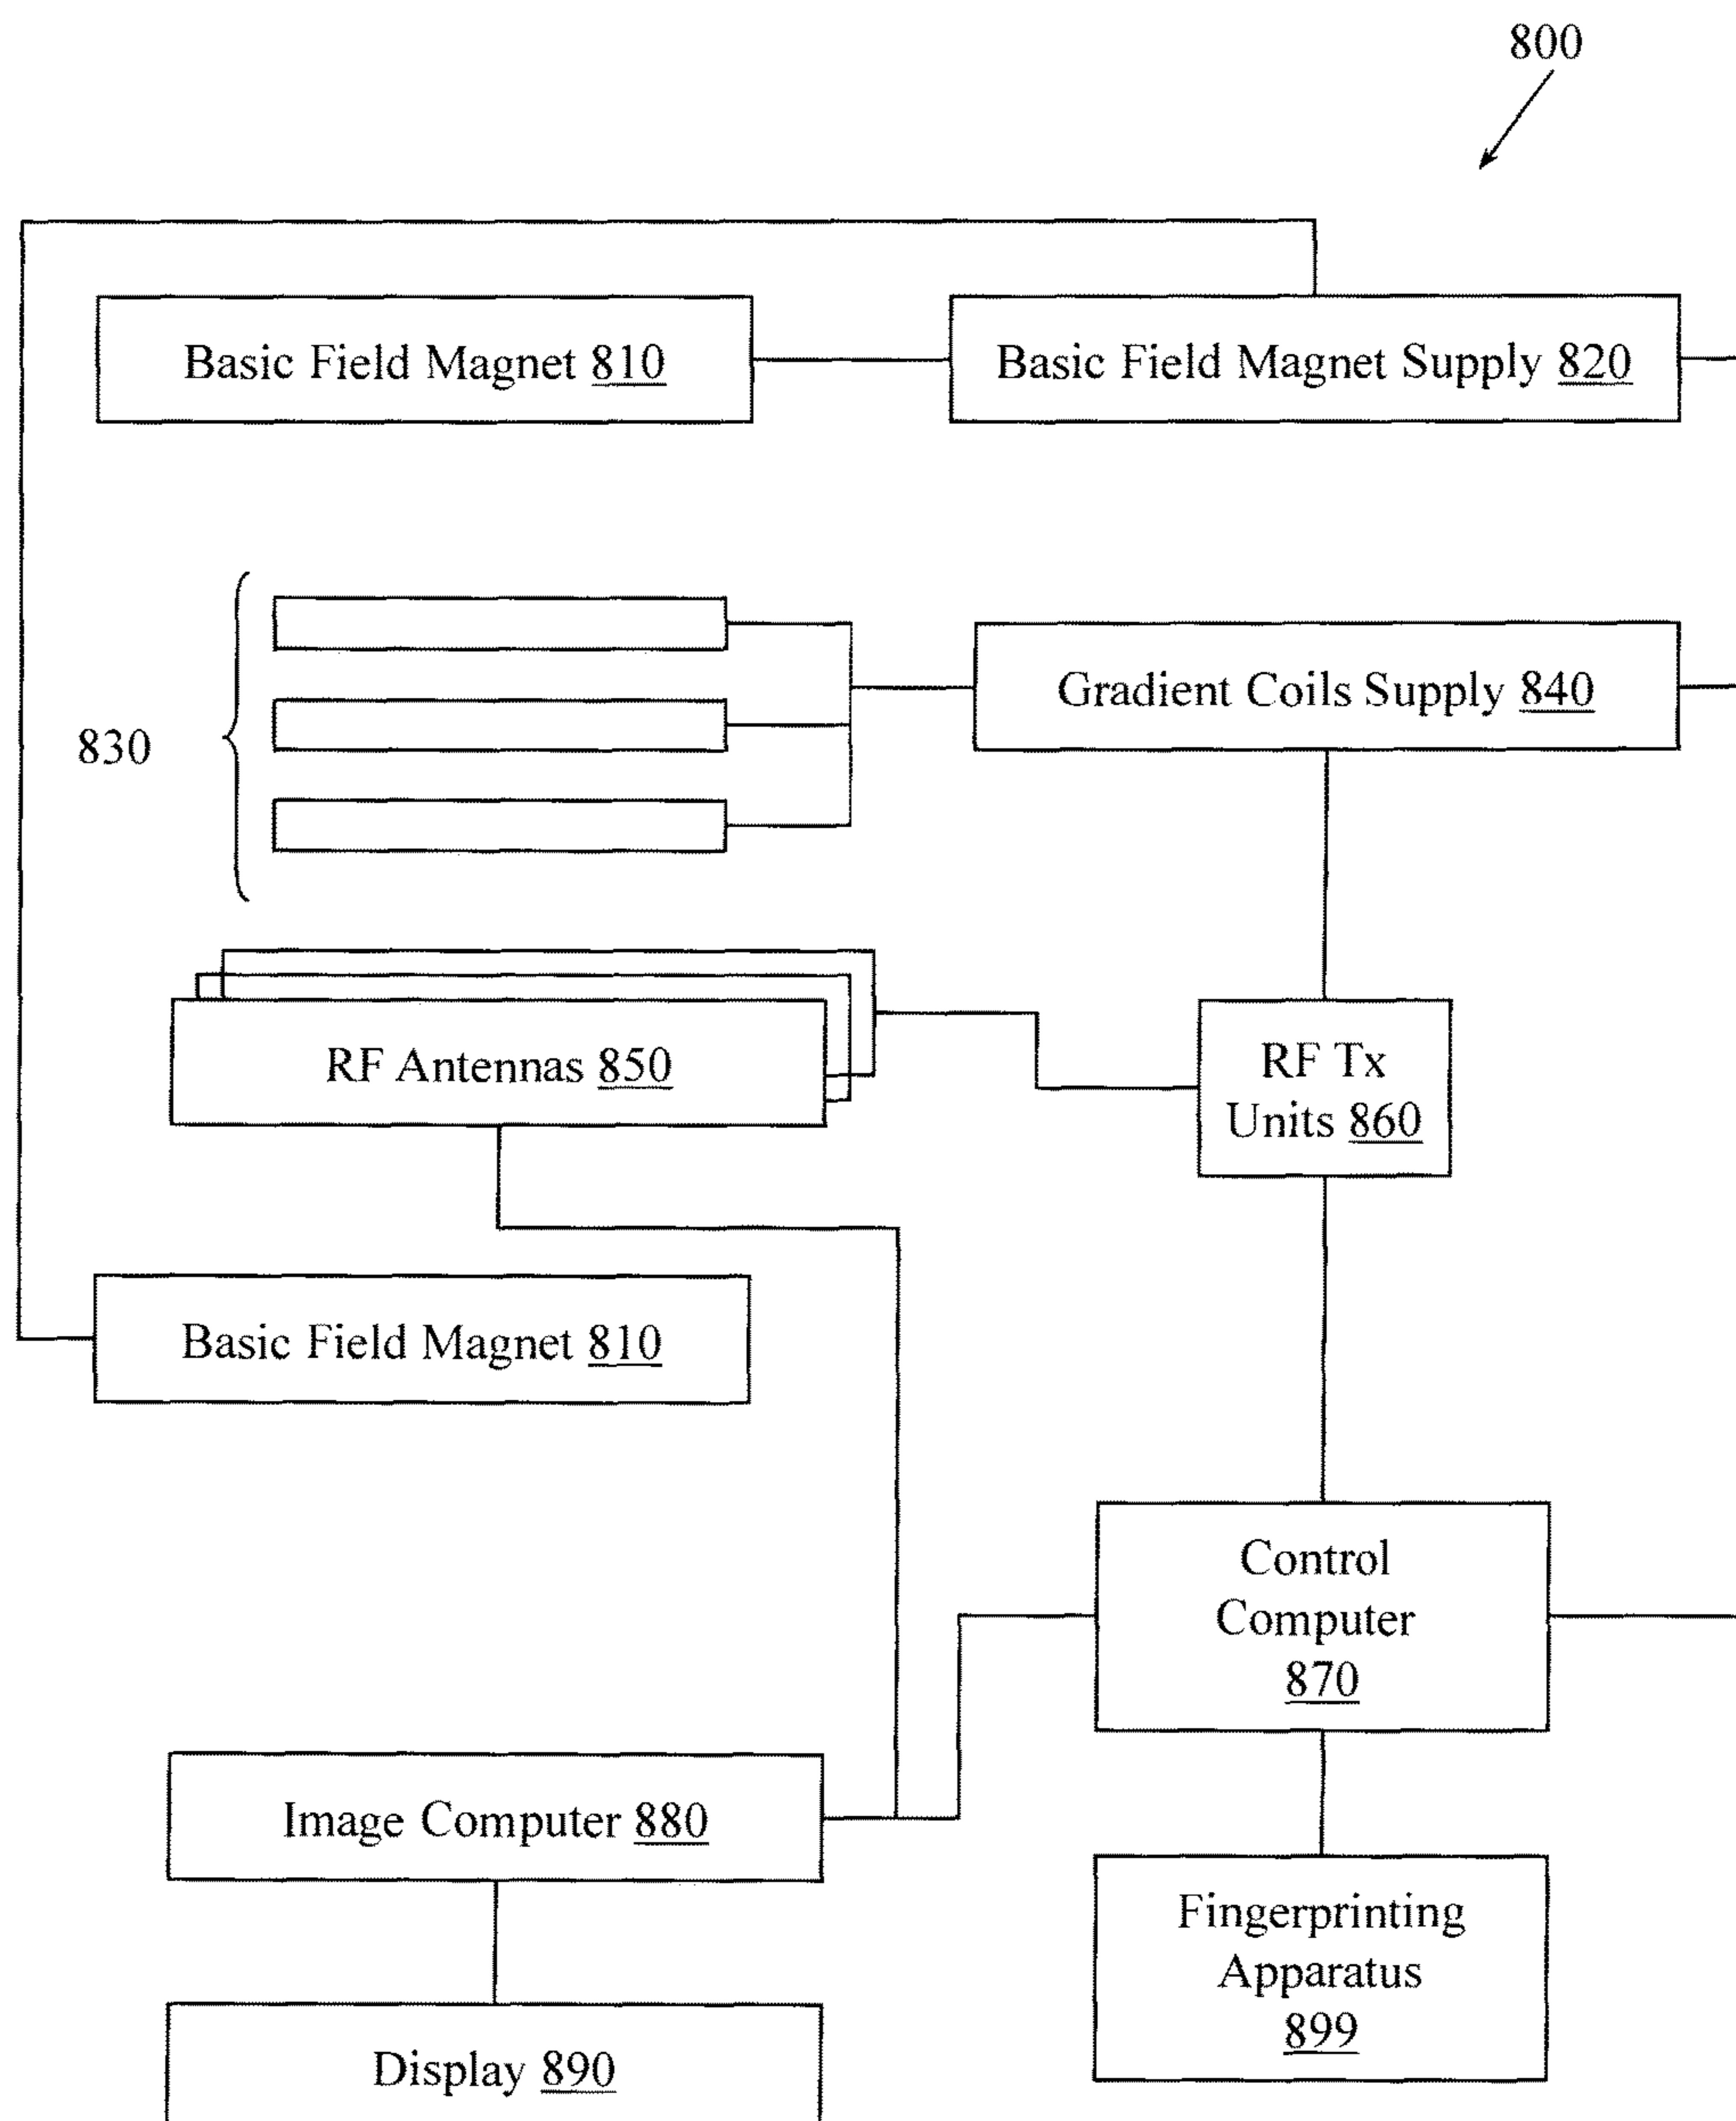 800
Basic Field Magnet 810
Basic Field Magnet Supply 820
830
Gradient Coils Supply 840
RF Antennas 850
RF Tx
Units 860
Basic Field Magnet 810
Control
Computer
870
Image Computer 880
Fingerprinting
Apparatus
899
Display 890